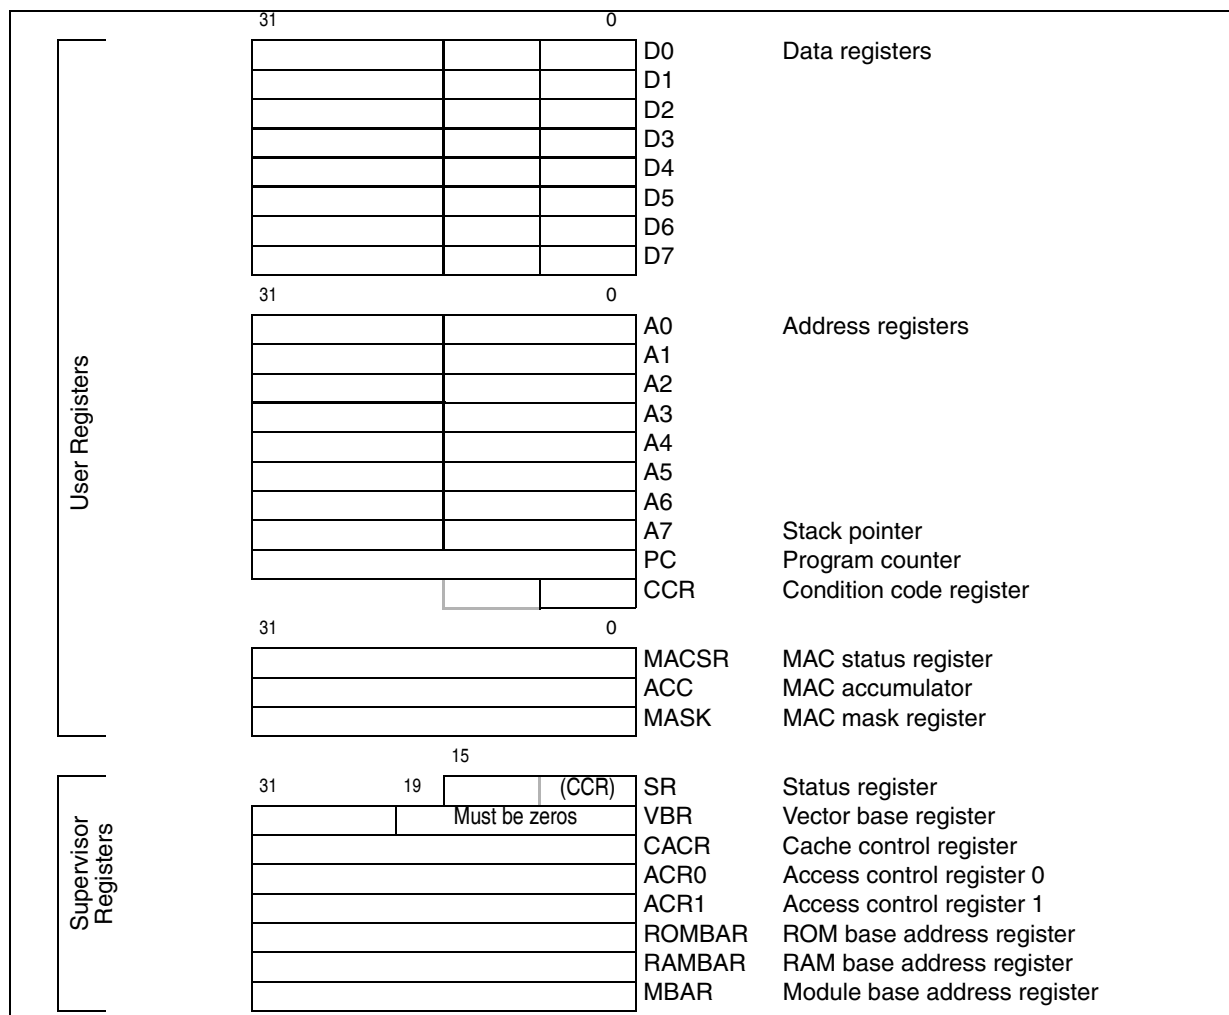 31 0
D0 Data registers
D1
D2
D3
D4
D5
D6
D7
31 0
A0 Address registers
A1
A2
A3
A4
A5
A6
A7 Stack pointer
PC Program counter
CCR Condition code register
User Registers
31 0
MACSR MAC status register
ACC MAC accumulator
MASK MAC mask register
15
31 19 (CCR) SR Status register
Must be zeros VBR Vector base register
CACR Cache control register
ACR0 Access control register 0
ACR1 Access control register 1
ROMBAR ROM base address register
RAMBAR RAM base address register
MBAR Module base address register
Supervisor
Registers